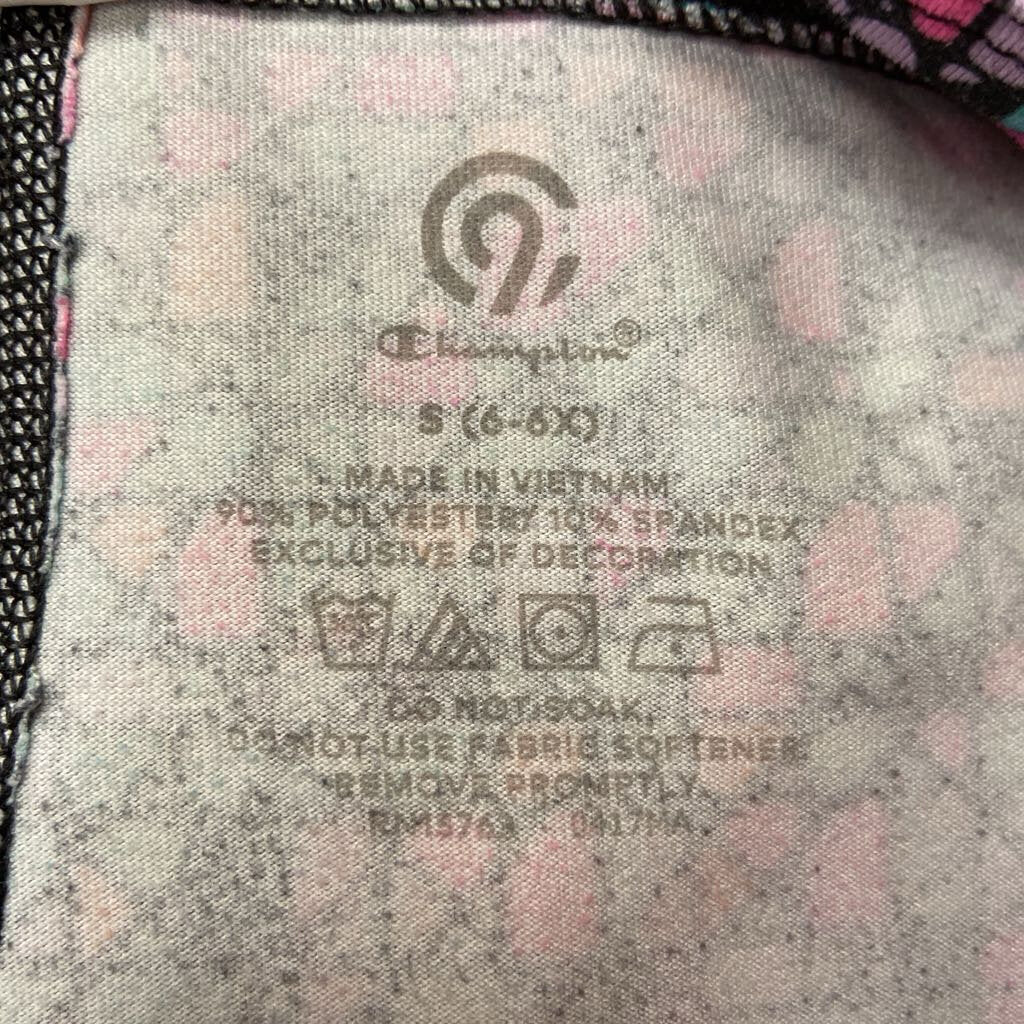 C9
Champion®
S (6-6X)
MADE IN VIETNAM
90% POLYESTER/ 10% SPANDEX
EXCLUSIVE OF DECORATION
DO NOT SOAK,
DO NOT USE FABRIC SOFTENER.
REMOVE PROMPTLY.